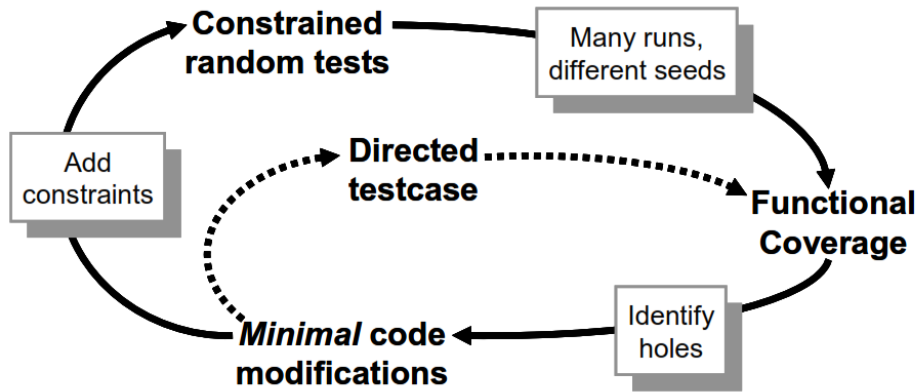 Constrained
random tests
Many runs,
different seeds
Add
constraints
Directed
testcase
Functional
Coverage
Identify
holes
Minimal code
modifications